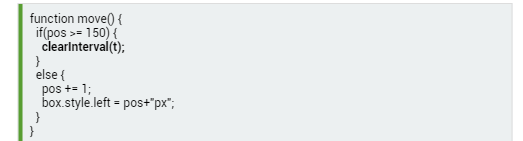 function move() {
if(pos >= 150) {
clearInterval(t);
}
else {
pos += 1;
box.style.left = pos+"px";
}
}